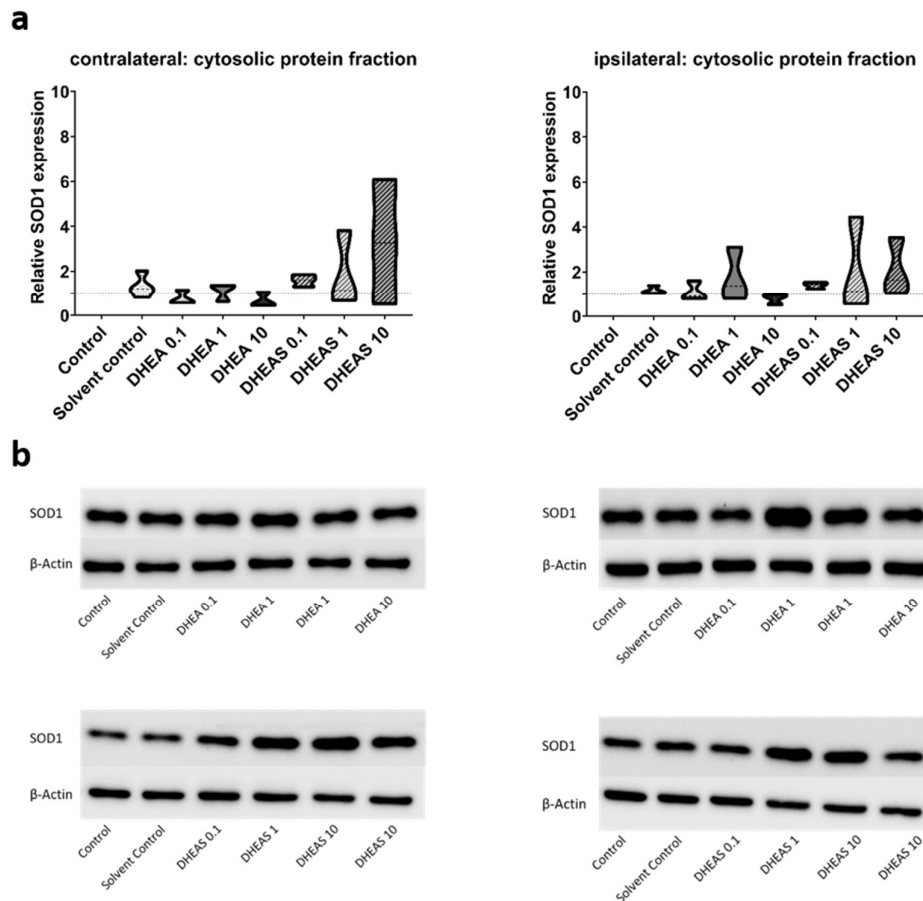 a
contralateral: cytosolic protein fraction
Relative SOD1 expression
10
8
6
4
2
0
Control
Solvent control
DHEA 0.1
DHEA 1
DHEA 10
DHEAS 0.1
DHEAS 1
DHEAS 10
ipsilateral: cytosolic protein fraction
Relative SOD1 expression
10
8
6
4
2
1
0
Control
Solvent control
DHEA 0.1
DHEA 1
DHEA 10
DHEAS 0.1
DHEAS 1
DHEAS 10
b
SOD1
β-Actin
Control
Solvent Control
DHEA 0.1
DHEA 1
DHEA 1
DHEA 10
SOD1
β-Actin
Control
Solvent Control
DHEA 0.1
DHEA 1
DHEA 1
DHEA 10
SOD1
β-Actin
Control
Solvent Control
DHEAS 0.1
DHEAS 1
DHEAS 10
DHEAS 10
SOD1
β-Actin
Control
Solvent Control
DHEAS 0.1
DHEAS 1
DHEAS 10
DHEAS 10